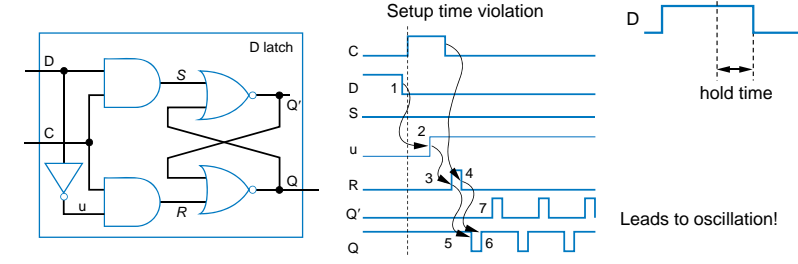 D latch
D
S
Q′
C
Q
u
R
Setup time violation
C
D
1
S
2
u
R
3
4
Q′
7
Q
5
6
D
hold time
Leads to oscillation!